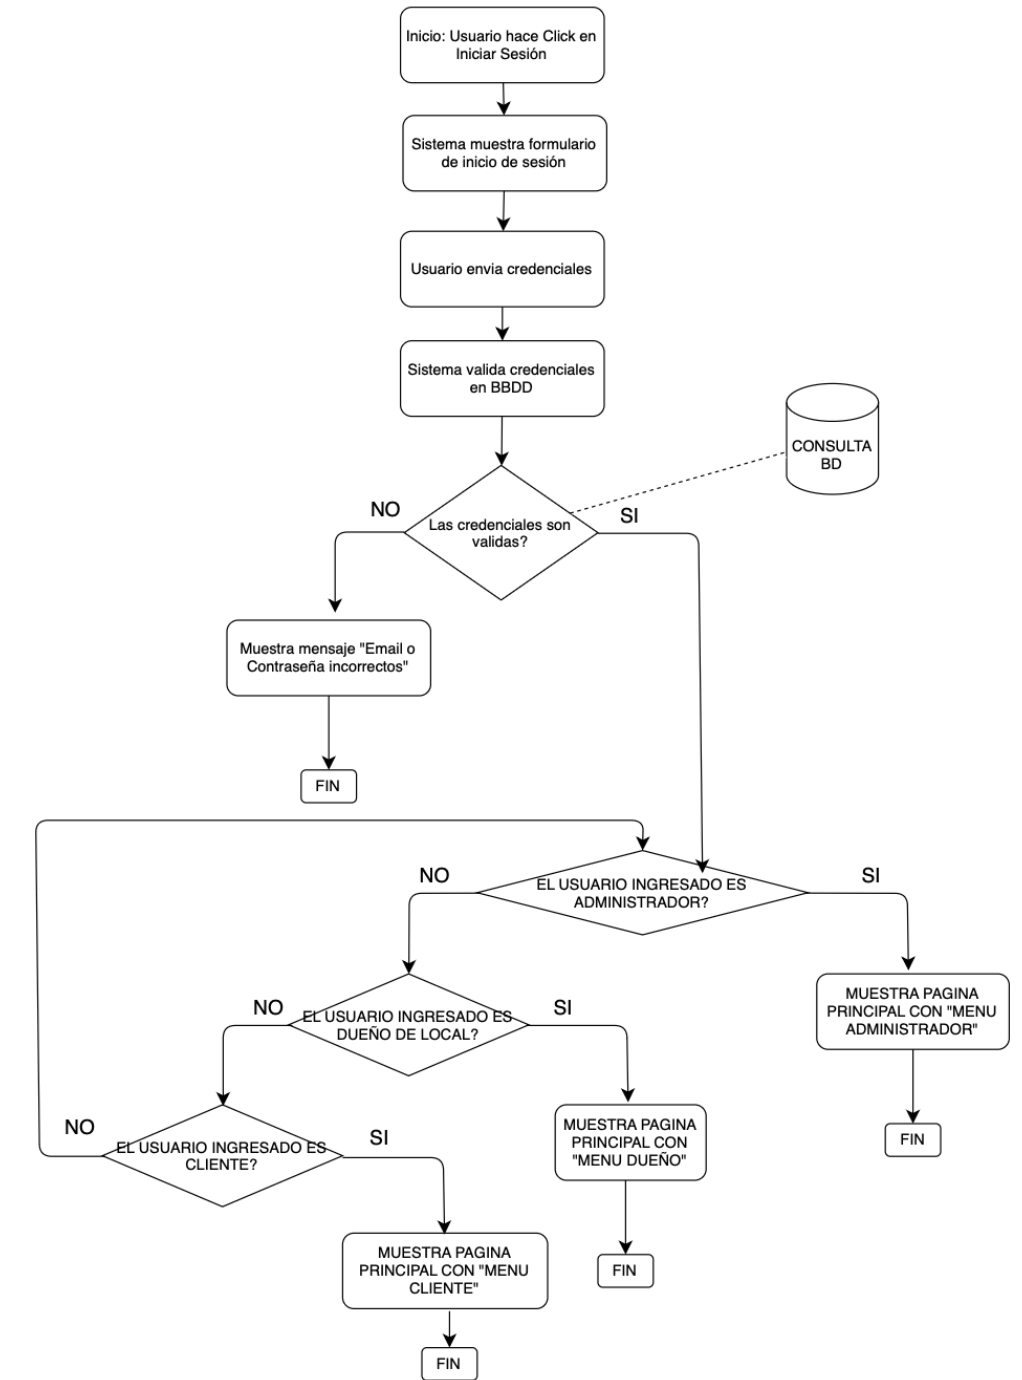 Inicio: Usuario hace Click en
Iniciar Sesión
Sistema muestra formulario
de inicio de sesión
Usuario envia credenciales
Sistema valida credenciales
en BBDD
CONSULTA
BD
NO
SI
Las credenciales son
validas?
Muestra mensaje "Email o
Contraseña incorrectos"
FIN
NO
SI
EL USUARIO INGRESADO ES
ADMINISTRADOR?
MUESTRA PAGINA
PRINCIPAL CON "MENU
ADMINISTRADOR"
FIN
NO
SI
EL USUARIO INGRESADO ES
DUEÑO DE LOCAL?
MUESTRA PAGINA
PRINCIPAL CON
"MENU DUEÑO"
FIN
NO
SI
EL USUARIO INGRESADO ES
CLIENTE?
MUESTRA PAGINA
PRINCIPAL CON "MENU
CLIENTE"
FIN